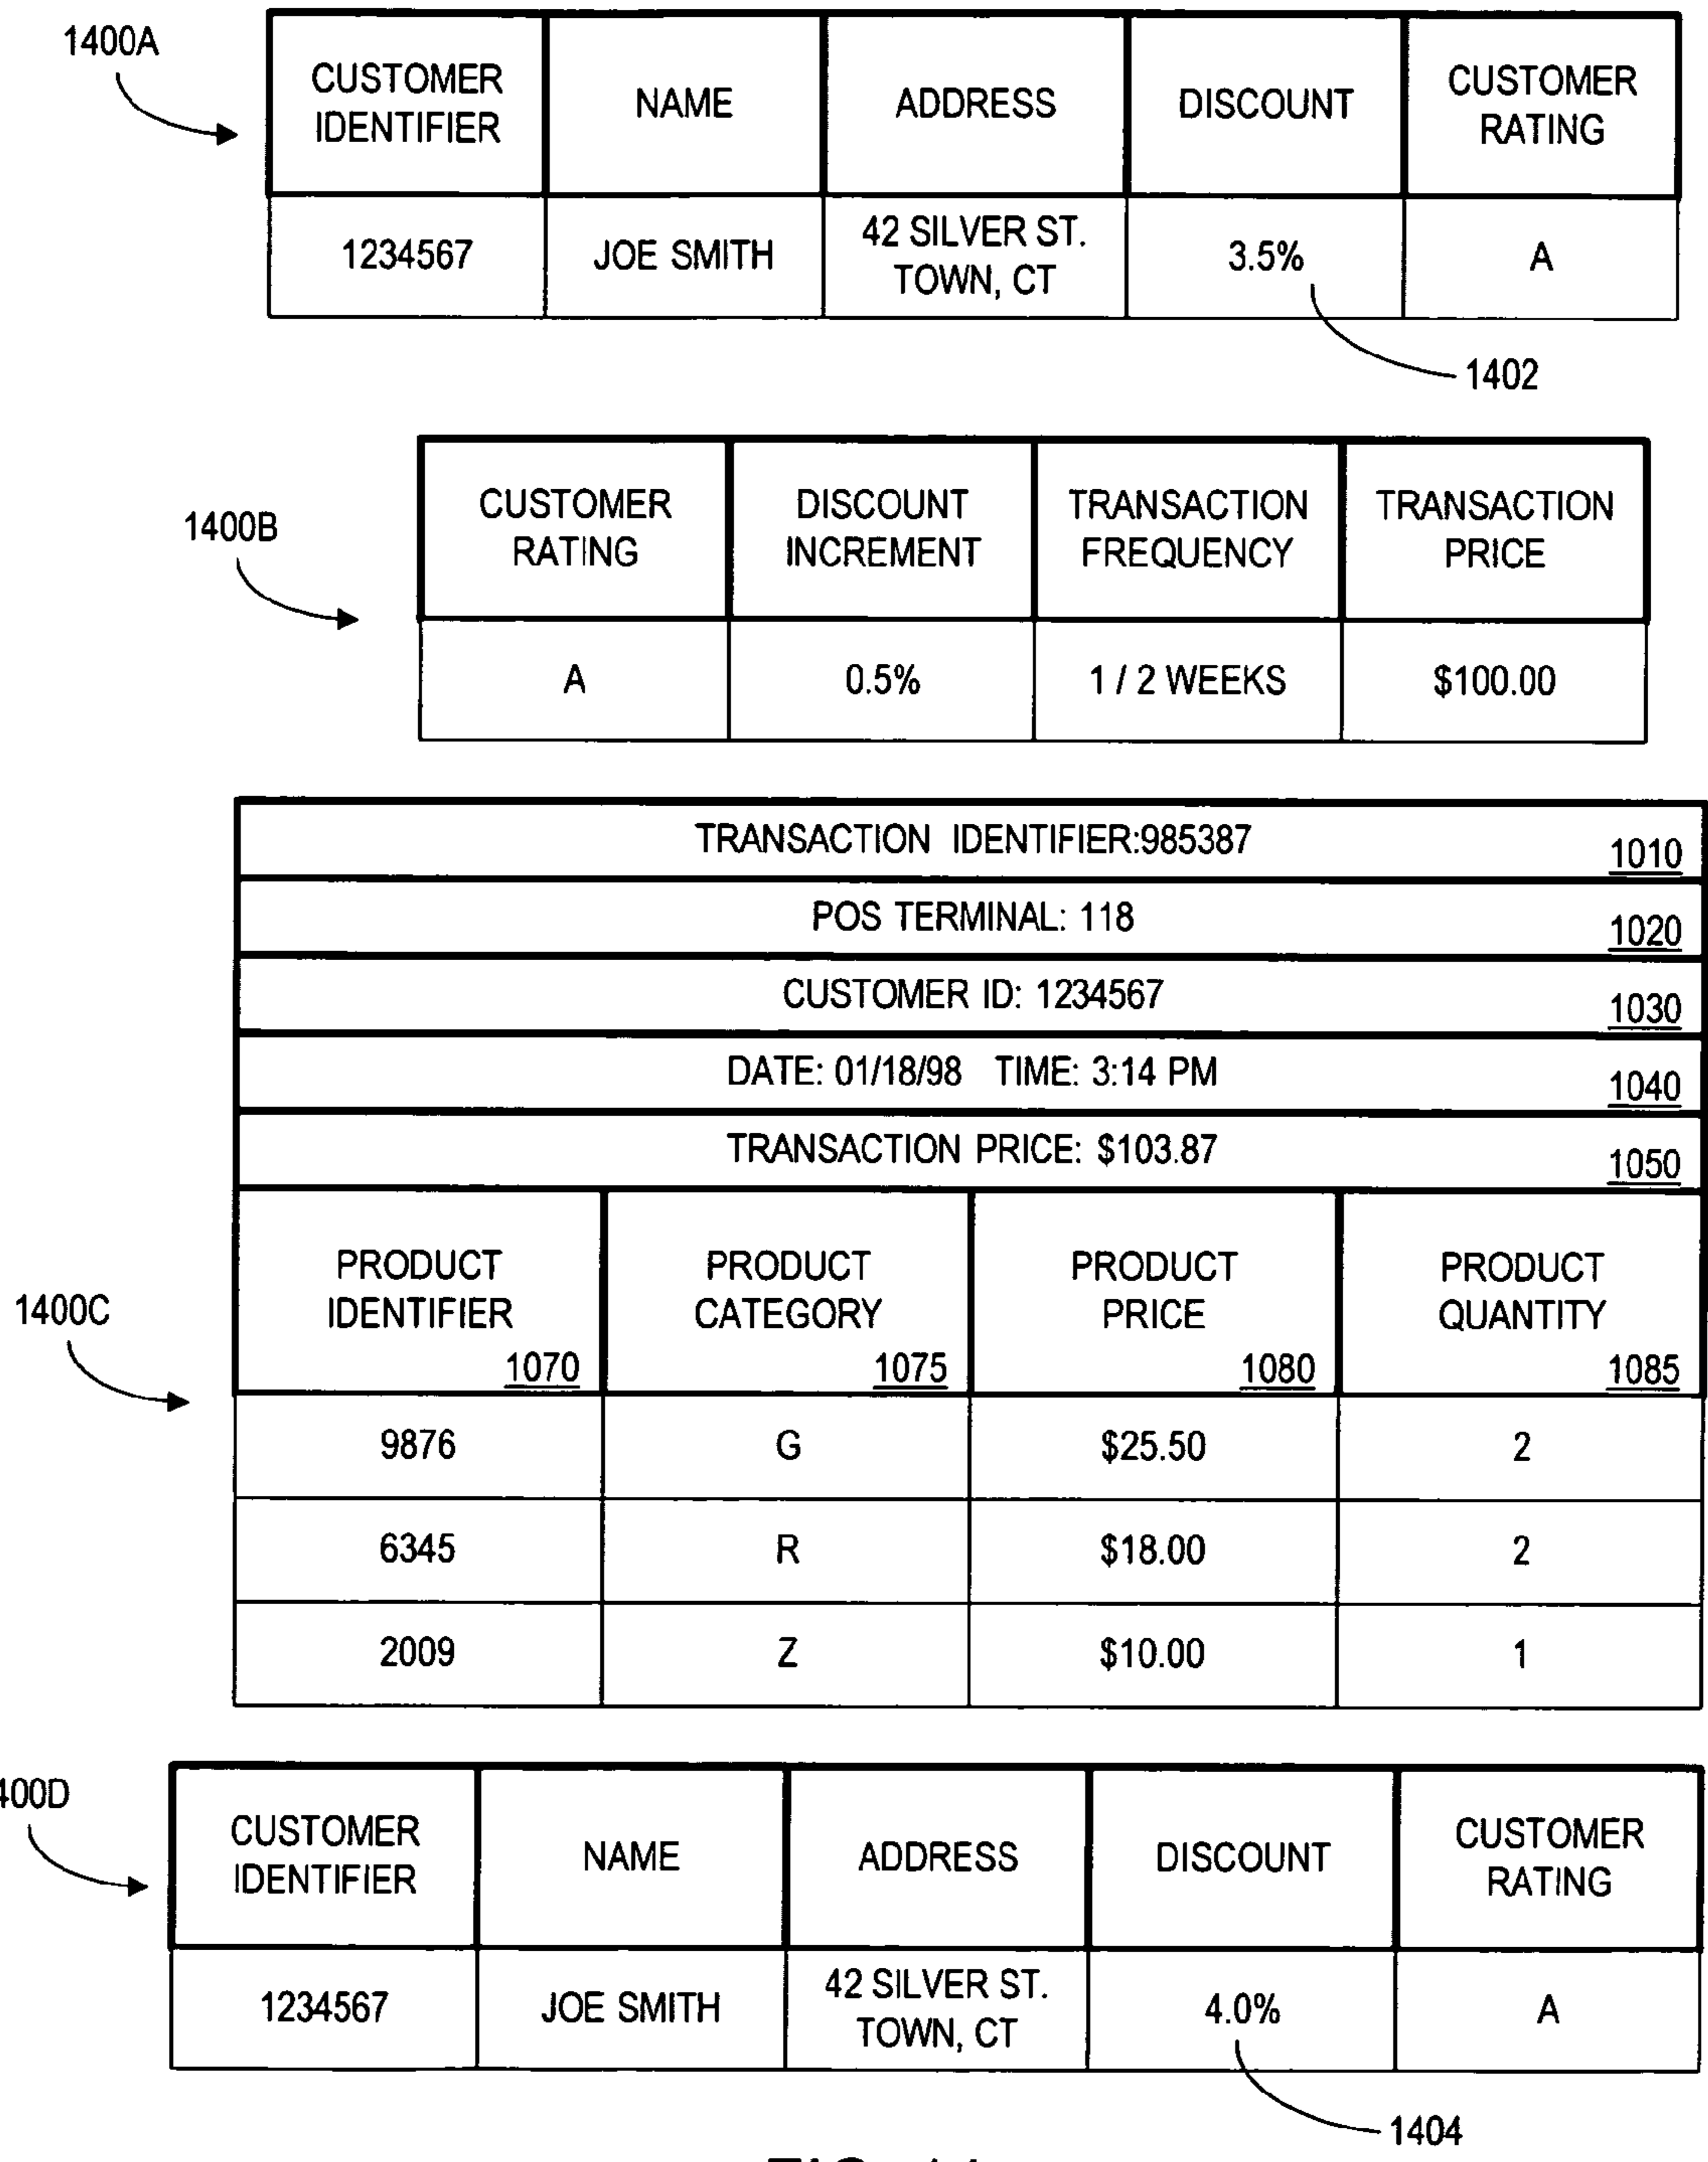 1400A
CUSTOMER IDENTIFIER NAME ADDRESS DISCOUNT CUSTOMER RATING
1234567 JOE SMITH 42 SILVER ST. TOWN, CT 3.5% A
1402
1400B
CUSTOMER RATING DISCOUNT INCREMENT TRANSACTION FREQUENCY TRANSACTION PRICE
A 0.5% 1 / 2 WEEKS $100.00
TRANSACTION IDENTIFIER:985387 1010
POS TERMINAL: 118 1020
CUSTOMER ID: 1234567 1030
DATE: 01/18/98 TIME: 3:14 PM 1040
TRANSACTION PRICE: $103.87 1050
1400C
PRODUCT IDENTIFIER 1070 PRODUCT CATEGORY 1075 PRODUCT PRICE 1080 PRODUCT QUANTITY 1085
9876 G $25.50 2
6345 R $18.00 2
2009 Z $10.00 1
400D
CUSTOMER IDENTIFIER NAME ADDRESS DISCOUNT CUSTOMER RATING
1234567 JOE SMITH 42 SILVER ST. TOWN, CT 4.0% A
1404